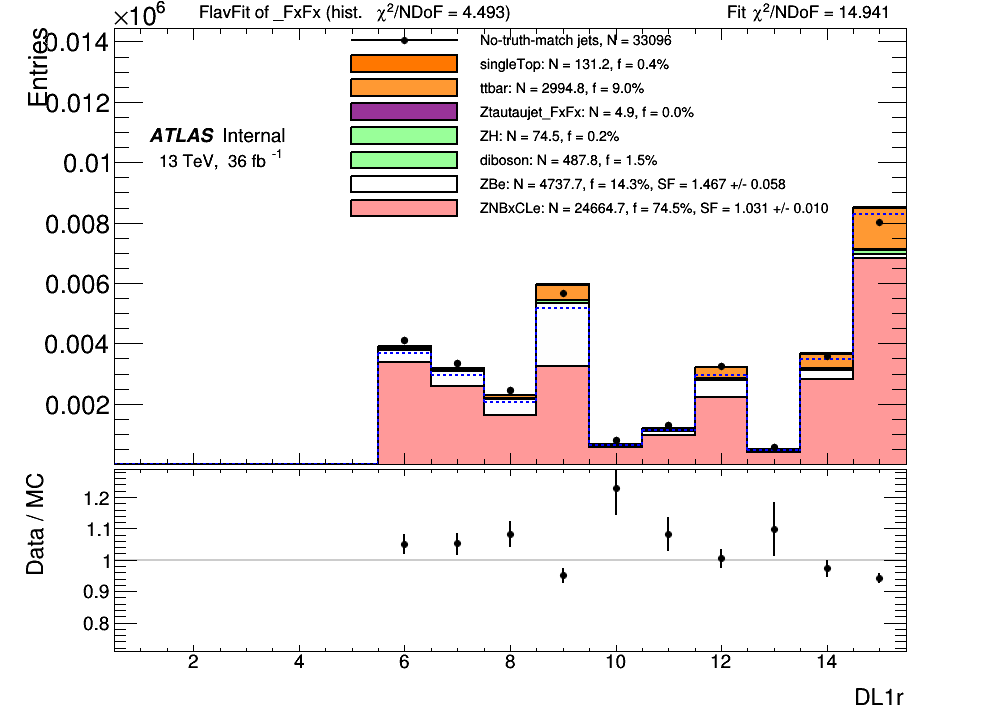 ×10⁶
FlavFit of _FxFx (hist. χ²/NDoF = 4.493)
Fit χ²/NDoF = 14.941
Entries
0.014
0.012
0.01
0.008
0.006
0.004
0.002
ATLAS Internal
13 TeV, 36 fb⁻¹
No-truth-match jets, N = 33096
singleTop: N = 131.2, f = 0.4%
ttbar: N = 2994.8, f = 9.0%
Ztautaujet_FxFx: N = 4.9, f = 0.0%
ZH: N = 74.5, f = 0.2%
diboson: N = 487.8, f = 1.5%
ZBe: N = 4737.7, f = 14.3%, SF = 1.467 +/- 0.058
ZNBxCLe: N = 24664.7, f = 74.5%, SF = 1.031 +/- 0.010
Data / MC
1.2
1.1
1
0.9
0.8
2 4 6 8 10 12 14
DL1r